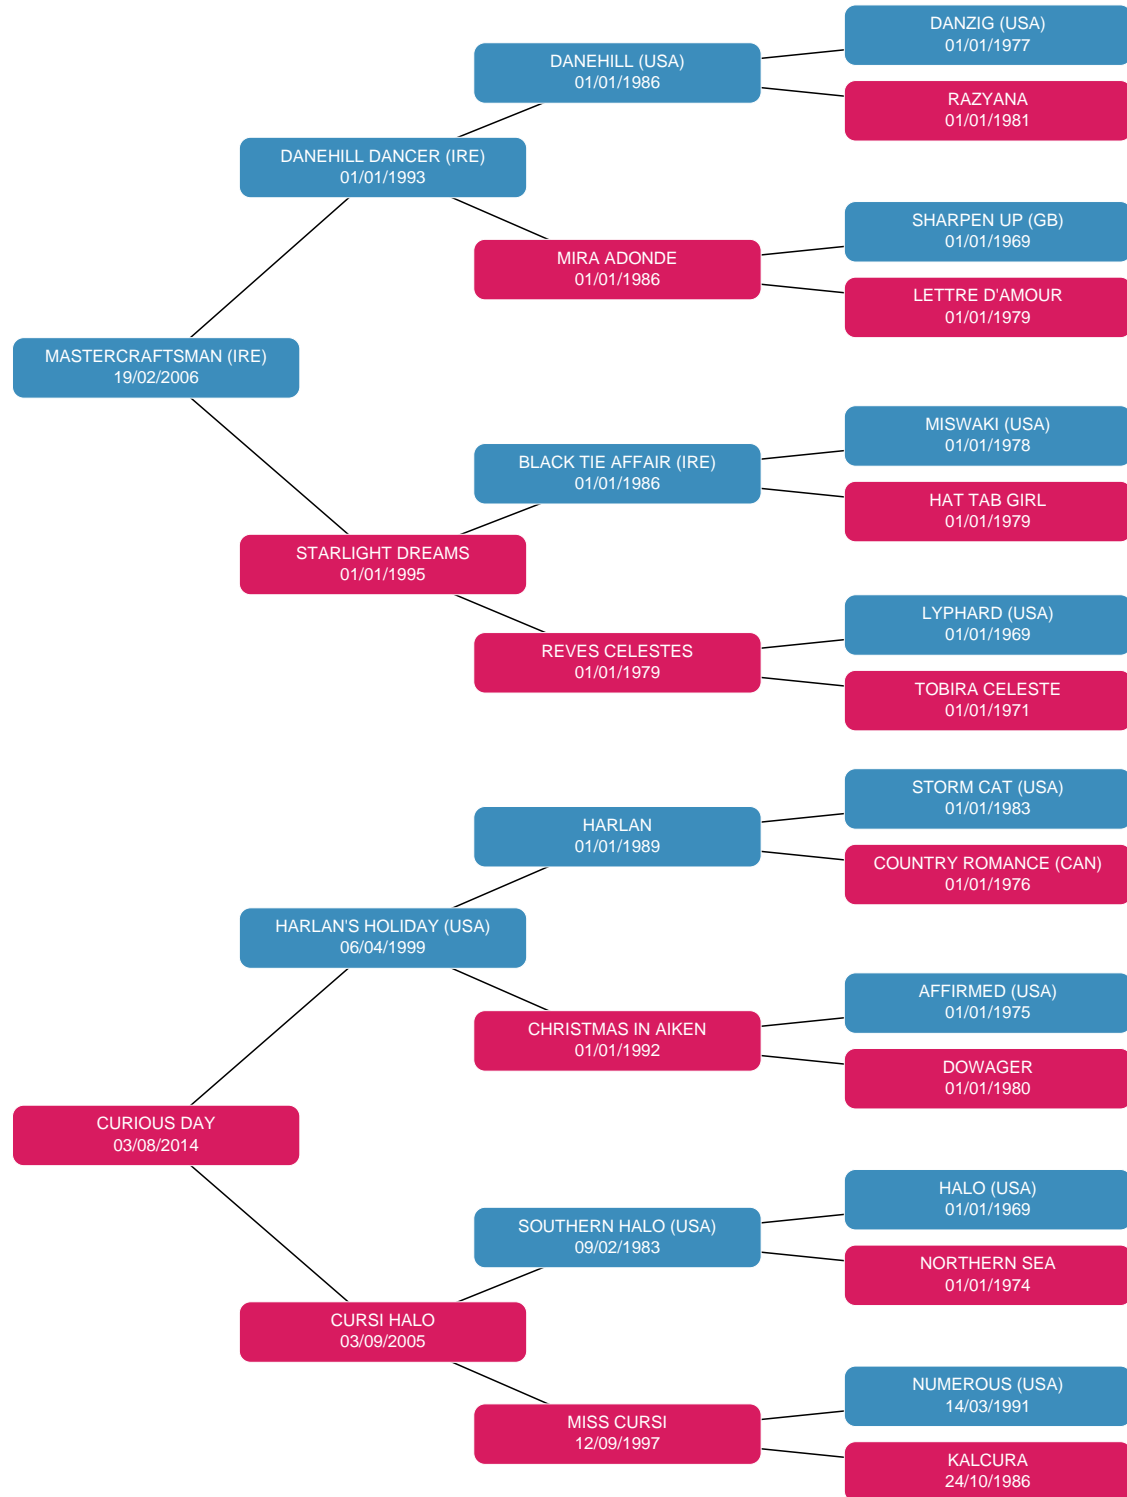 DANZIG (USA)
01/01/1977
DANEHILL (USA)
01/01/1986
RAZYANA
01/01/1981
DANEHILL DANCER (IRE)
01/01/1993
SHARPEN UP (GB)
01/01/1969
MIRA ADONDE
01/01/1986
LETTRE D'AMOUR
01/01/1979
MASTERCRAFTSMAN (IRE)
19/02/2006
MISWAKI (USA)
01/01/1978
BLACK TIE AFFAIR (IRE)
01/01/1986
HAT TAB GIRL
01/01/1979
STARLIGHT DREAMS
01/01/1995
LYPHARD (USA)
01/01/1969
REVES CELESTES
01/01/1979
TOBIRA CELESTE
01/01/1971
STORM CAT (USA)
01/01/1983
HARLAN
01/01/1989
COUNTRY ROMANCE (CAN)
01/01/1976
HARLAN'S HOLIDAY (USA)
06/04/1999
AFFIRMED (USA)
01/01/1975
CHRISTMAS IN AIKEN
01/01/1992
DOWAGER
01/01/1980
CURIOUS DAY
03/08/2014
HALO (USA)
01/01/1969
SOUTHERN HALO (USA)
09/02/1983
NORTHERN SEA
01/01/1974
CURSI HALO
03/09/2005
NUMEROUS (USA)
14/03/1991
MISS CURSI
12/09/1997
KALCURA
24/10/1986